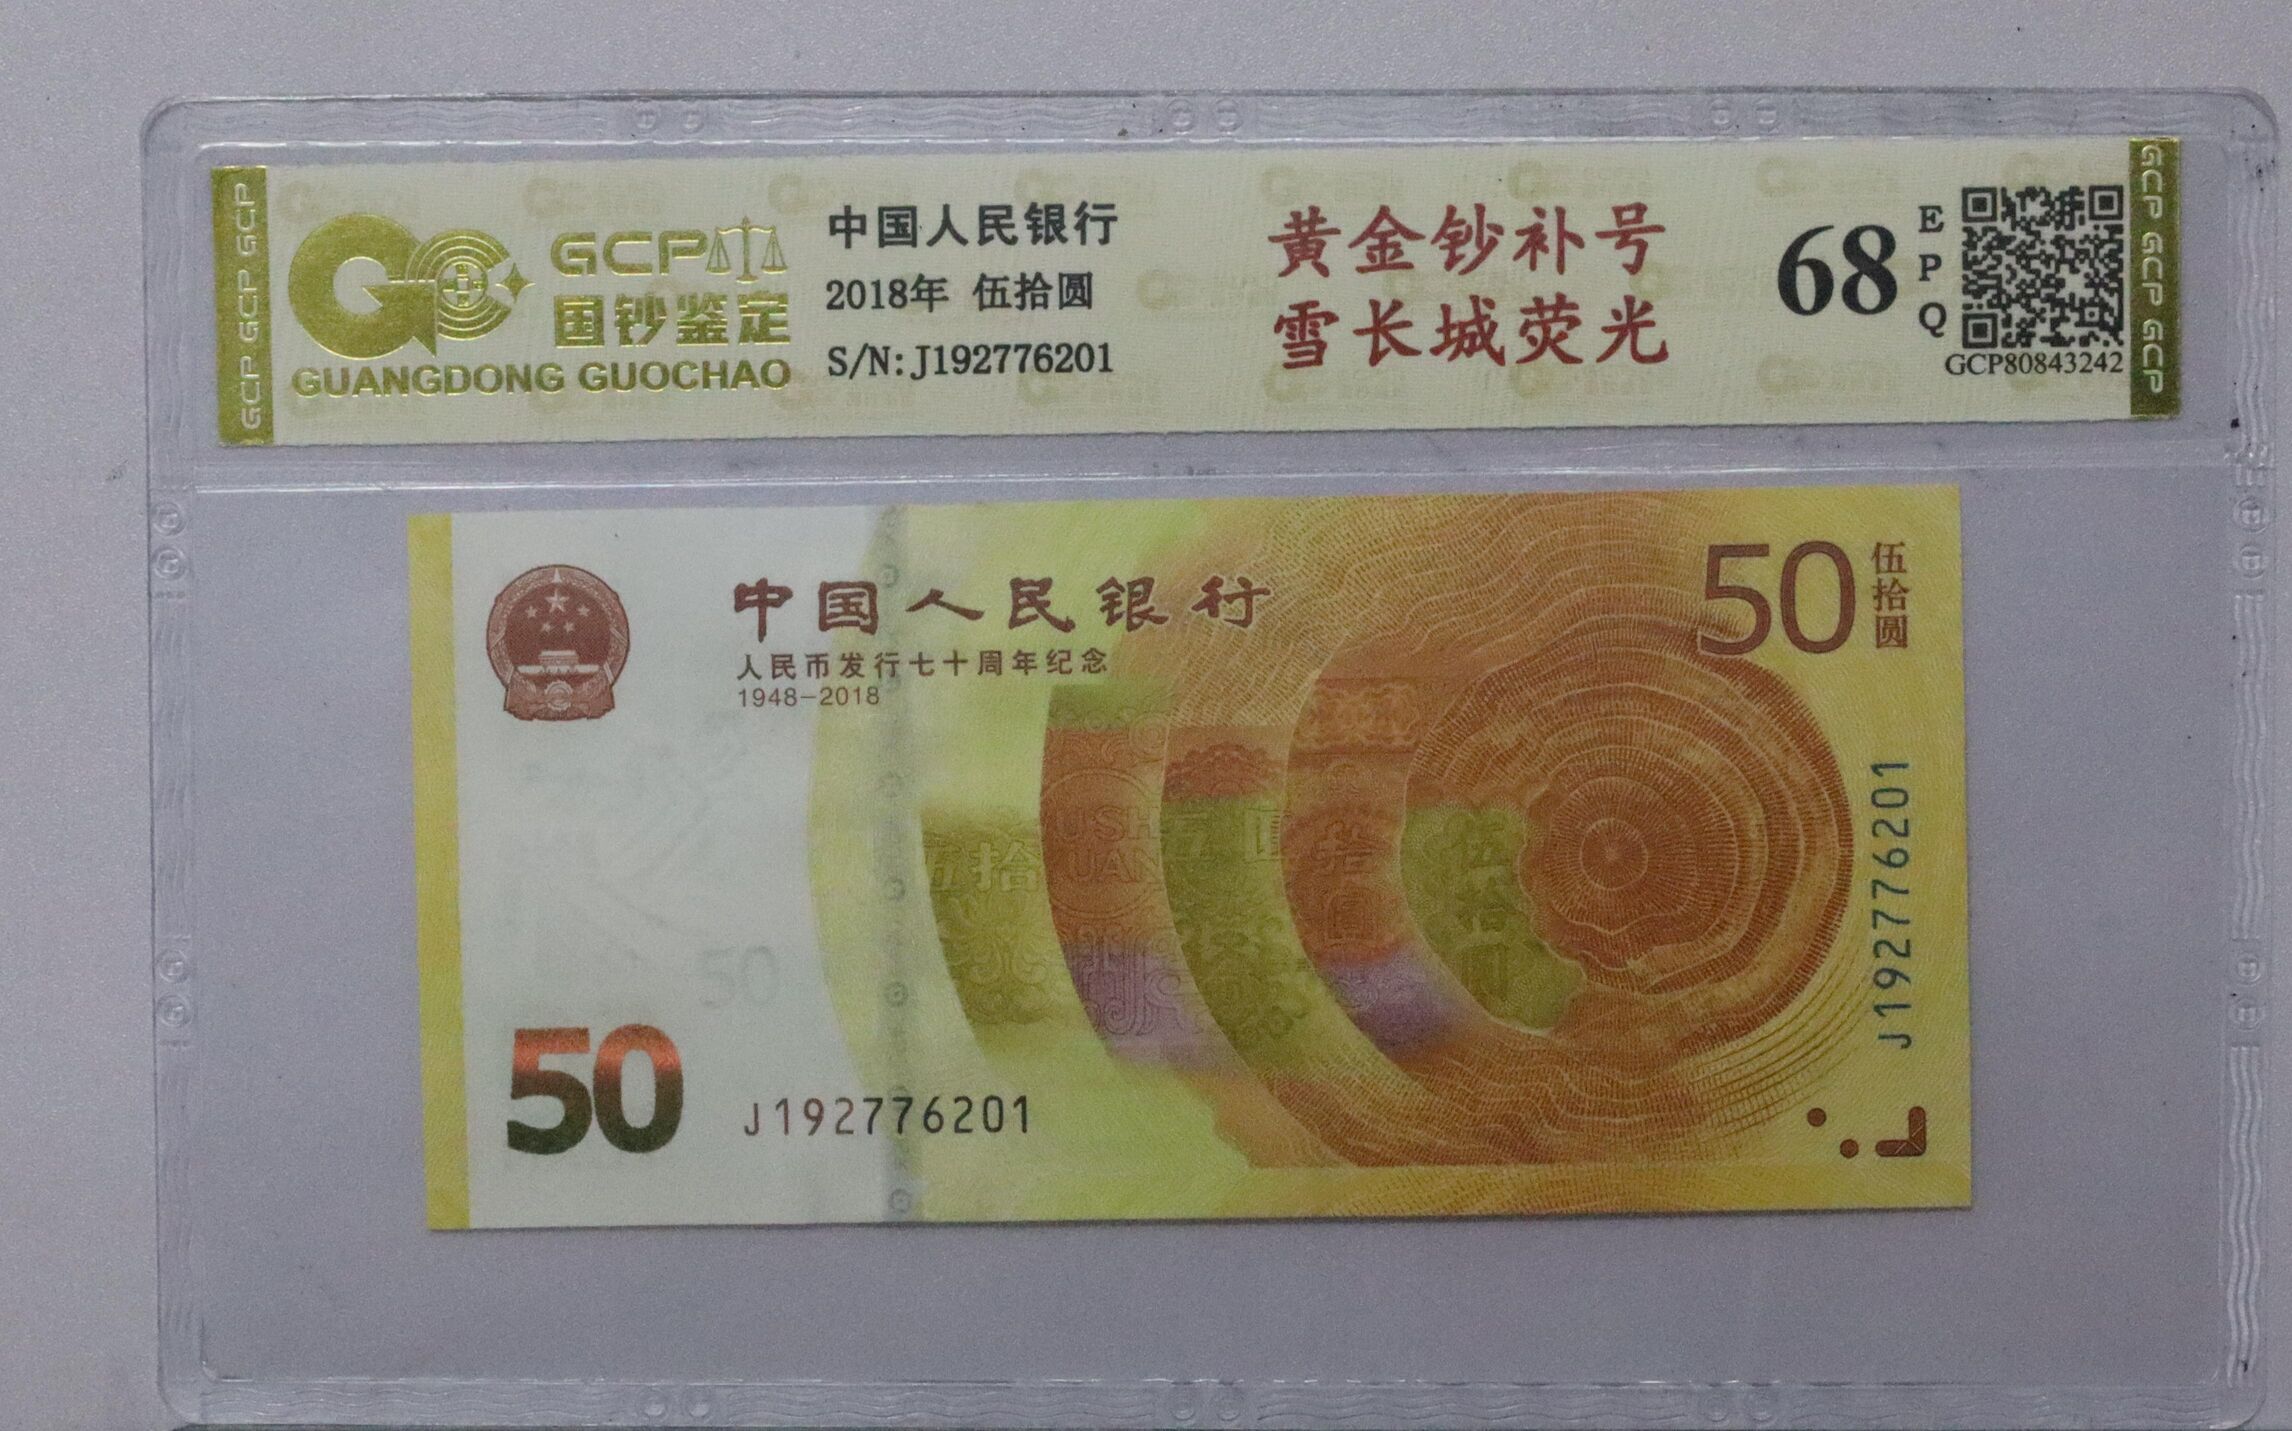 GCP GCP GCP
GCP
国钞鉴定
GUANGDONG GUOCHAO
中国人民银行
2018年 伍拾圆
S/N: J192776201
黄金钞补号
雪长城荧光
68
EPQ
GCP80843242
GCP GCP GCP
中国人民银行
人民币发行七十周年纪念
1948-2018
50
伍拾圆
伍拾
50
50
J192776201
J192776201